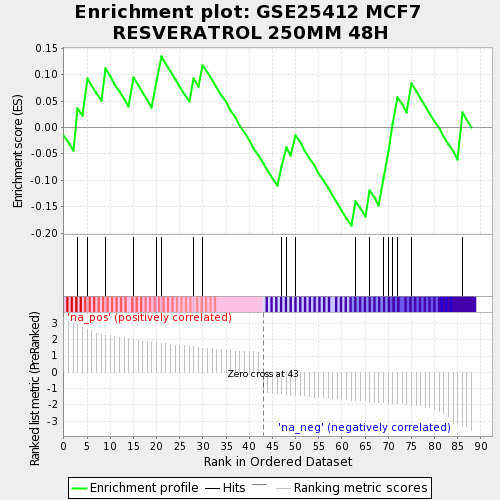 Enrichment plot: GSE25412 MCF7
RESVERATROL 250MM 48H
Enrichment score (ES)
0.15
0.10
0.05
0.00
-0.05
-0.10
-0.15
-0.20
Ranked list metric (PreRanked)
3
2
1
0
-1
-2
-3
'na_pos' (positively correlated)
Zero cross at 43
'na_neg' (negatively correlated)
0 5 10 15 20 25 30 35 40 45 50 55 60 65 70 75 80 85 90
Rank in Ordered Dataset
Enrichment profile Hits Ranking metric scores